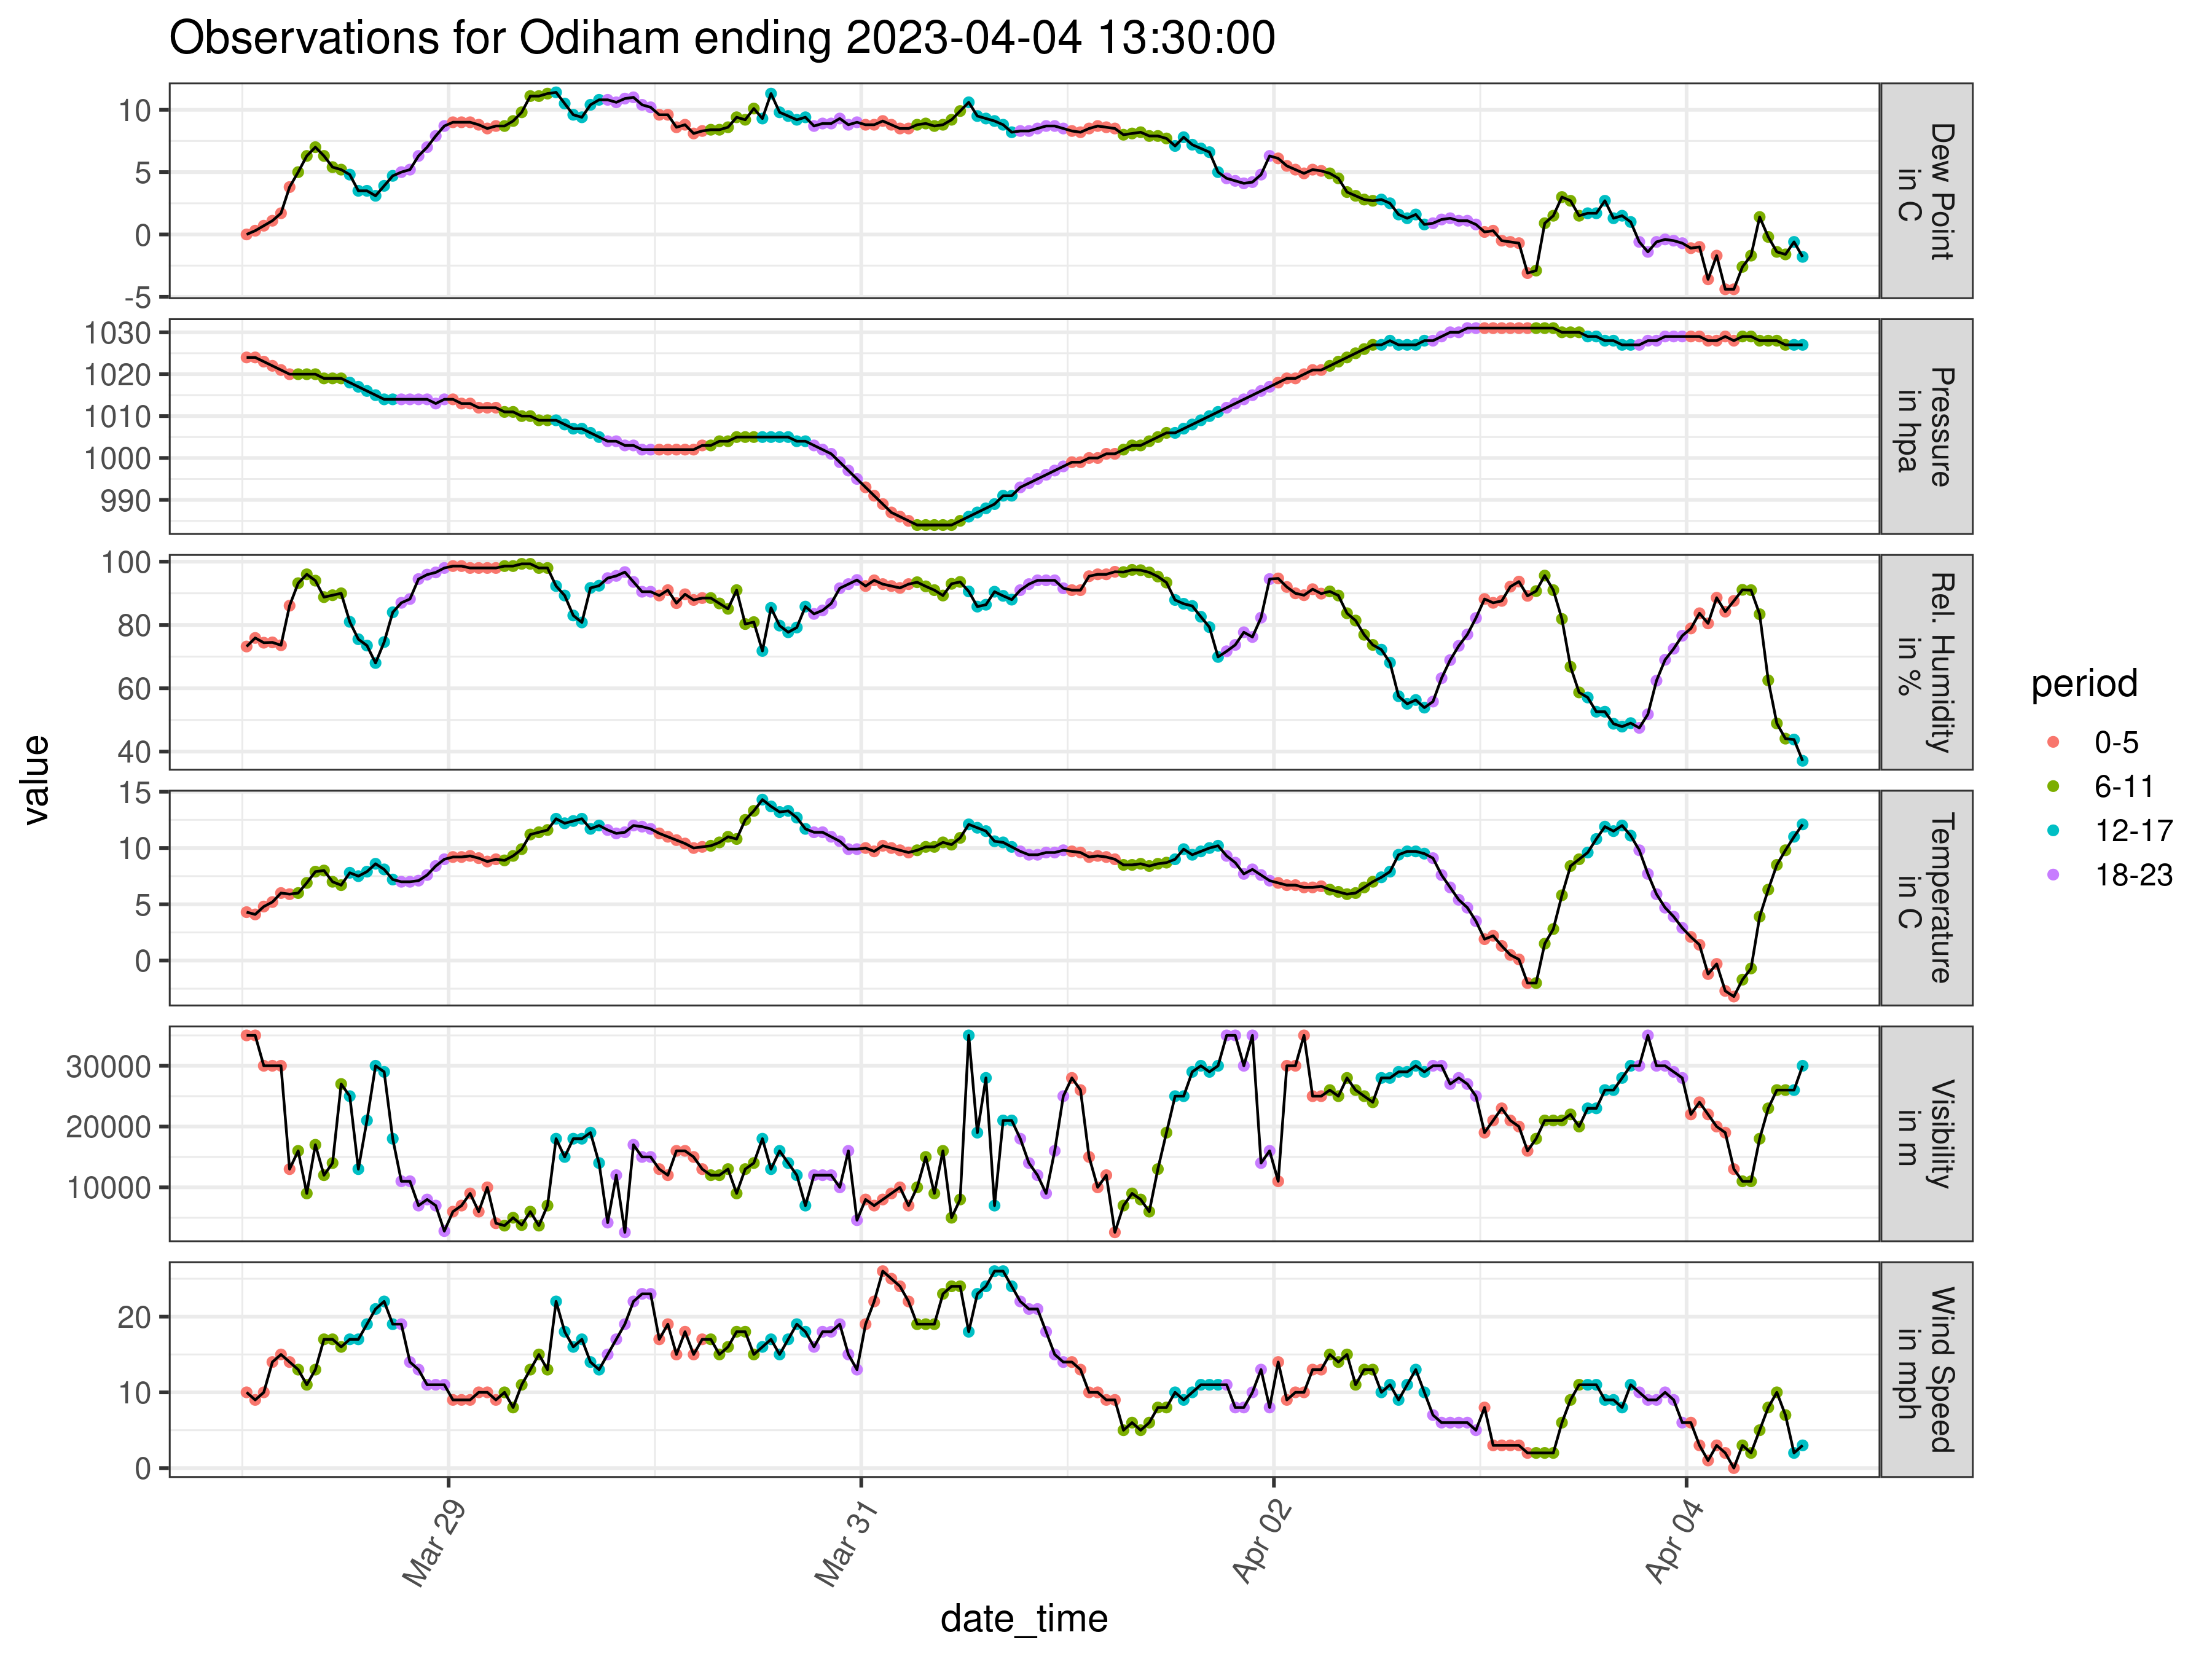 Observations for Odiham ending 2023-04-04 13:30:00
10
5
0
-5
Dew Point
in C
1030
1020
1010
1000
990
Pressure
in hpa
100
80
60
40
Rel. Humidity
in %
15
10
5
0
Temperature
in C
30000
20000
10000
Visibility
in m
20
10
0
Wind Speed
in mph
value
Mar 29
Mar 31
Apr 02
Apr 04
date_time
period
0-5
6-11
12-17
18-23